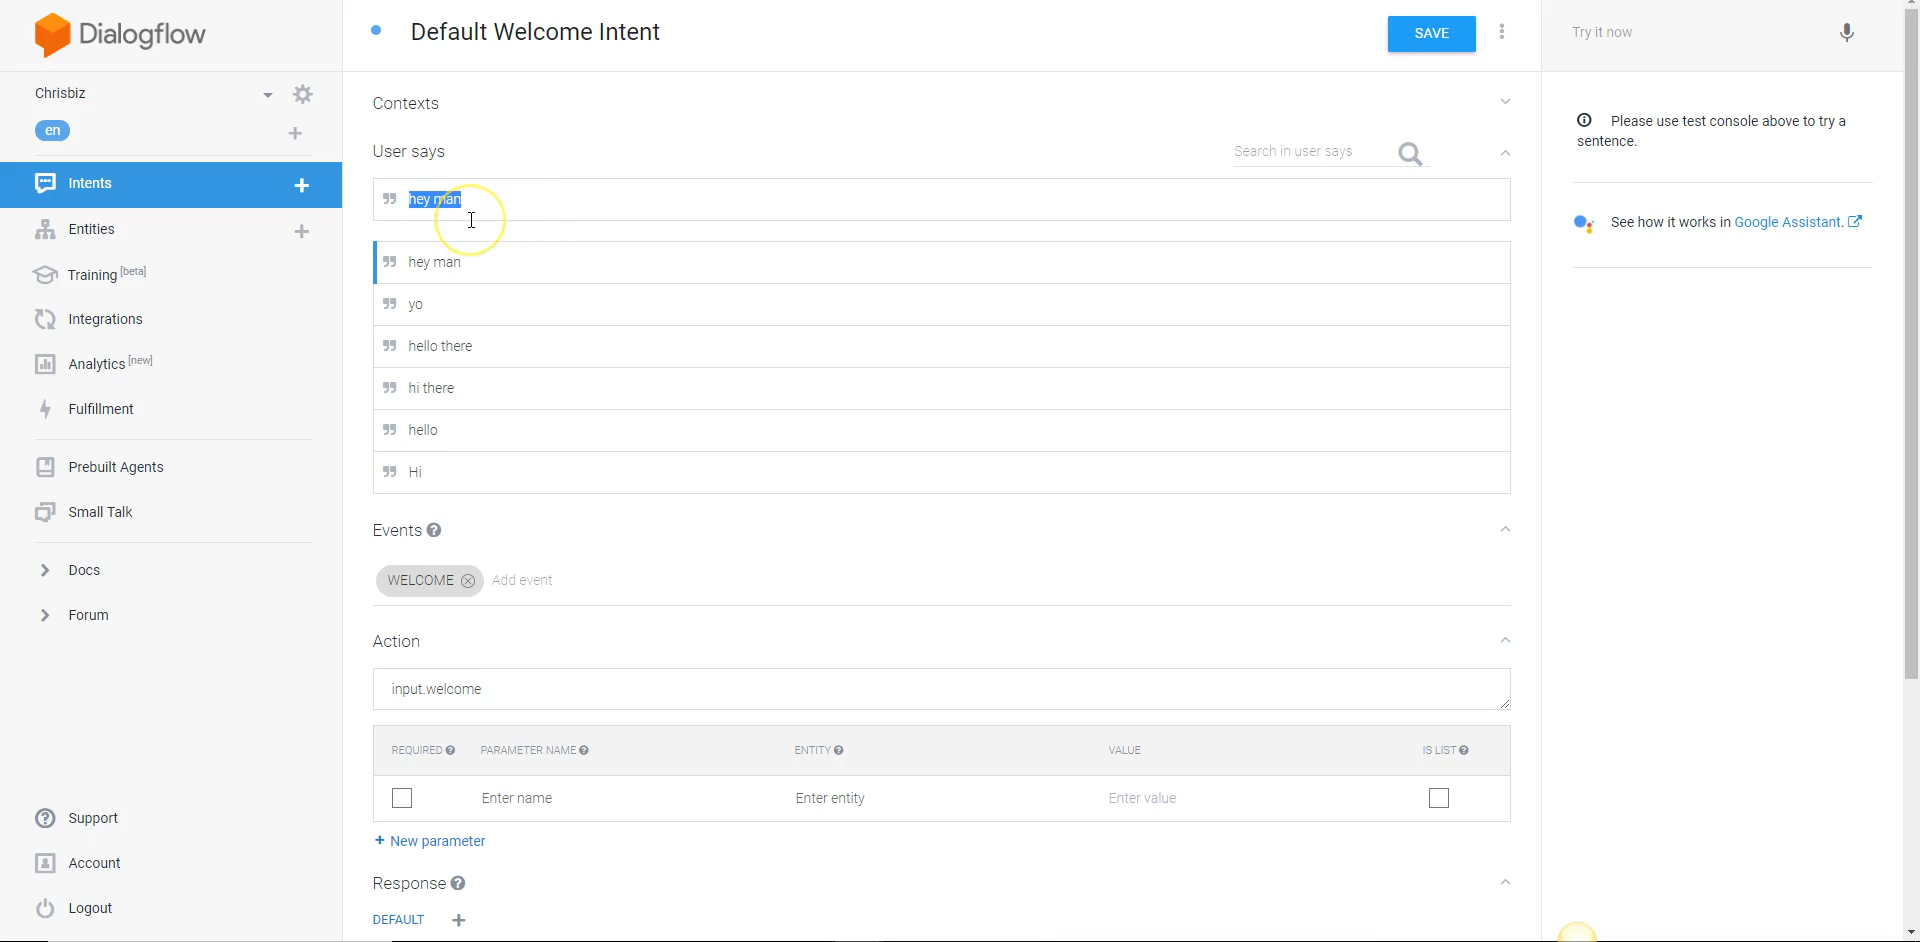 Dialogflow
Chrisbiz
en
Intents
Entities
Training [beta]
Integrations
Analytics [new]
Fulfillment
Prebuilt Agents
Small Talk
Docs
Forum
Support
Account
Logout
Default Welcome Intent
SAVE
Contexts
User says
Search in user says
hey man
hey man
yo
hello there
hi there
hello
Hi
Events
WELCOME Add event
Action
input.welcome
REQUIRED PARAMETER NAME ENTITY VALUE IS LIST
Enter name Enter entity Enter value
+ New parameter
Response
DEFAULT +
Try it now
Please use test console above to try a
sentence.
See how it works in Google Assistant.